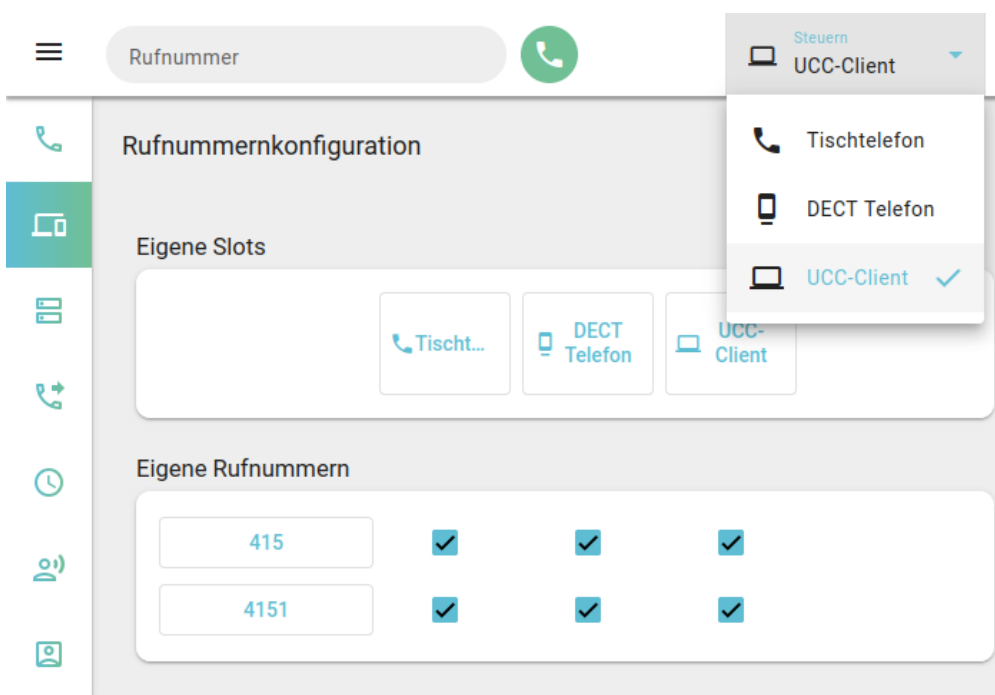 Rufnummer
Steuern
UCC-Client
Tischtelefon
DECT Telefon
UCC-Client
Rufnummernkonfiguration
Eigene Slots
Tischt...
DECT
Telefon
UCC-
Client
Eigene Rufnummern
415
4151